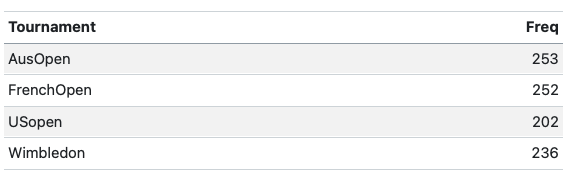 Tournament Freq
AusOpen 253
FrenchOpen 252
USopen 202
Wimbledon 236